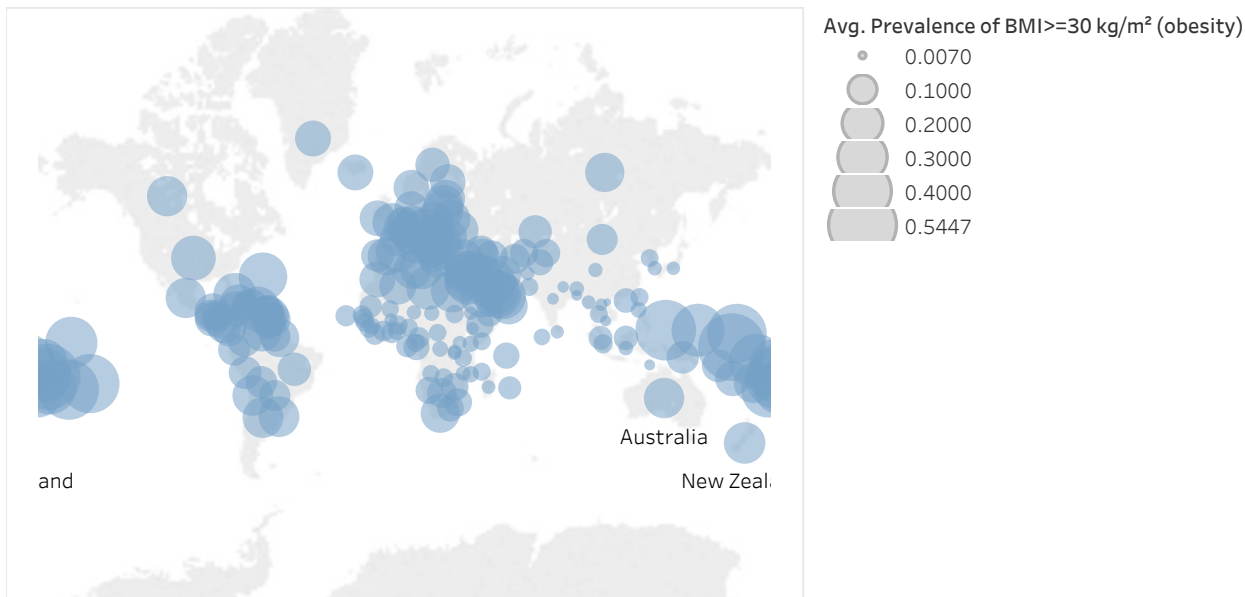 Avg. Prevalence of BMI>=30 kg/m² (obesity)
0.0070
0.1000
0.2000
0.3000
0.4000
0.5447
Australia
and
New Zeal